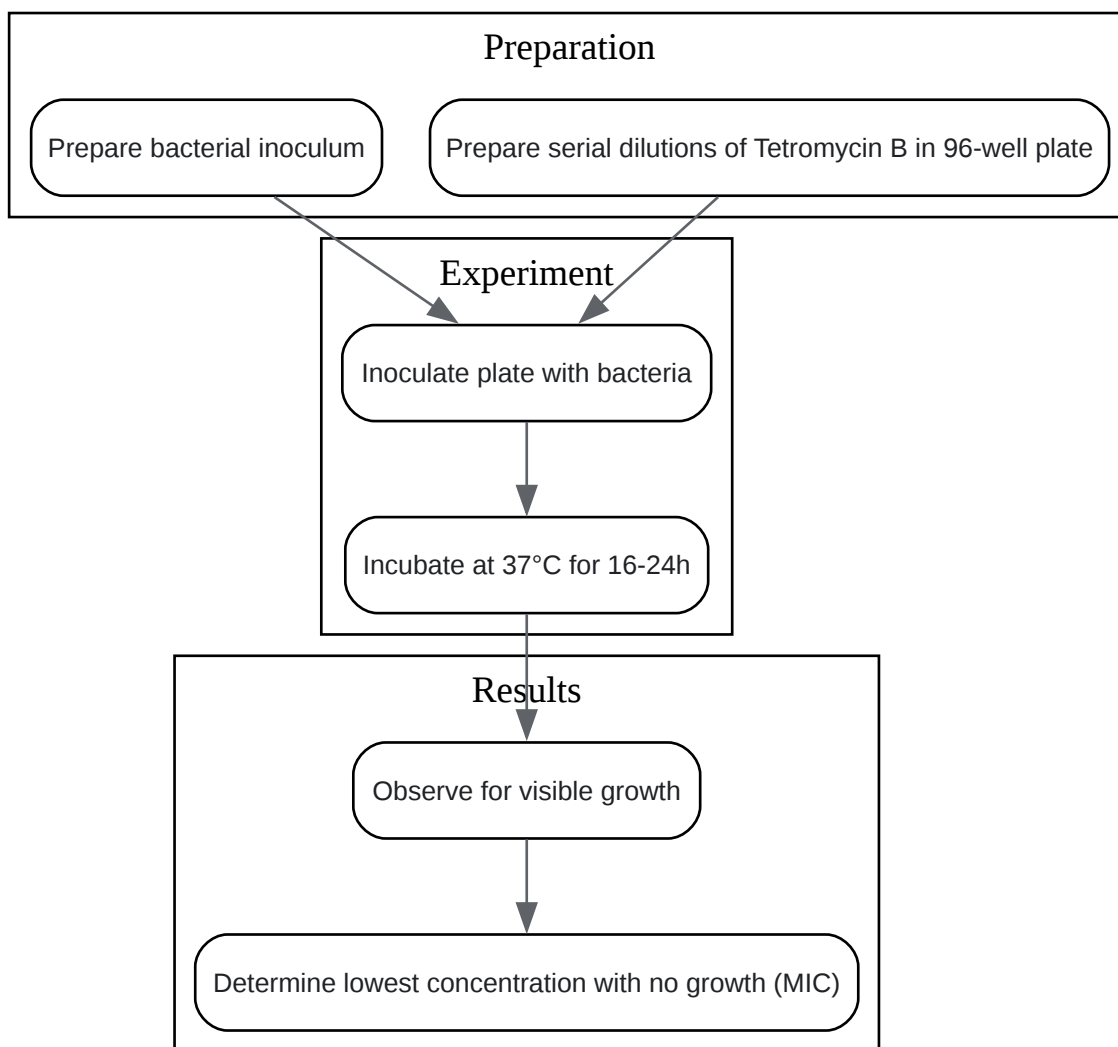 Preparation
Prepare bacterial inoculum
Prepare serial dilutions of Tetromycin B in 96-well plate
Experiment
Inoculate plate with bacteria
Incubate at 37°C for 16-24h
Results
Observe for visible growth
Determine lowest concentration with no growth (MIC)